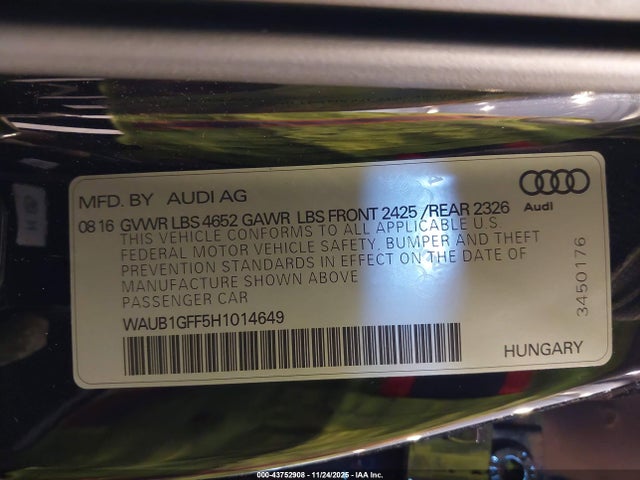 MFD. BY AUDI AG
Audi
08 16 GVWR LBS 4652 GAWR LBS FRONT 2425 / REAR 2326
THIS VEHICLE CONFORMS TO ALL APPLICABLE U.S.
FEDERAL MOTOR VEHICLE SAFETY, BUMPER AND THEFT
PREVENTION STANDARDS IN EFFECT ON THE DATE OF
MANUFACTURE SHOWN ABOVE
PASSENGER CAR
3450176
WAUB1GFF5H1014649
HUNGARY
000-43752908 - 11/24/2025 - IAA Inc.